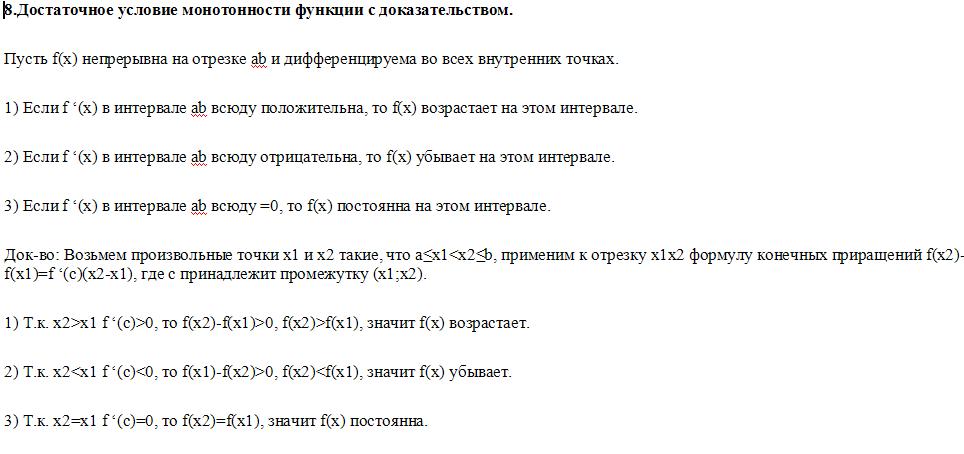 8.Достаточное условие монотонности функции с доказательством.
Пусть f(x) непрерывна на отрезке ab и дифференцируема во всех внутренних точках.
1) Если f ‘(x) в интервале ab всюду положительна, то f(x) возрастает на этом интервале.
2) Если f ‘(x) в интервале ab всюду отрицательна, то f(x) убывает на этом интервале.
3) Если f ‘(x) в интервале ab всюду =0, то f(x) постоянна на этом интервале.
Док-во: Возьмем произвольные точки x1 и x2 такие, что a≤x1<x2≤b, применим к отрезку x1x2 формулу конечных приращений f(x2)-
f(x1)=f ‘(c)(x2-x1), где с принадлежит промежутку (x1;x2).
1) Т.к. x2>x1 f ‘(c)>0, то f(x2)-f(x1)>0, f(x2)>f(x1), значит f(x) возрастает.
2) Т.к. x2<x1 f ‘(c)<0, то f(x1)-f(x2)>0, f(x2)<f(x1), значит f(x) убывает.
3) Т.к. x2=x1 f ‘(c)=0, то f(x2)=f(x1), значит f(x) постоянна.